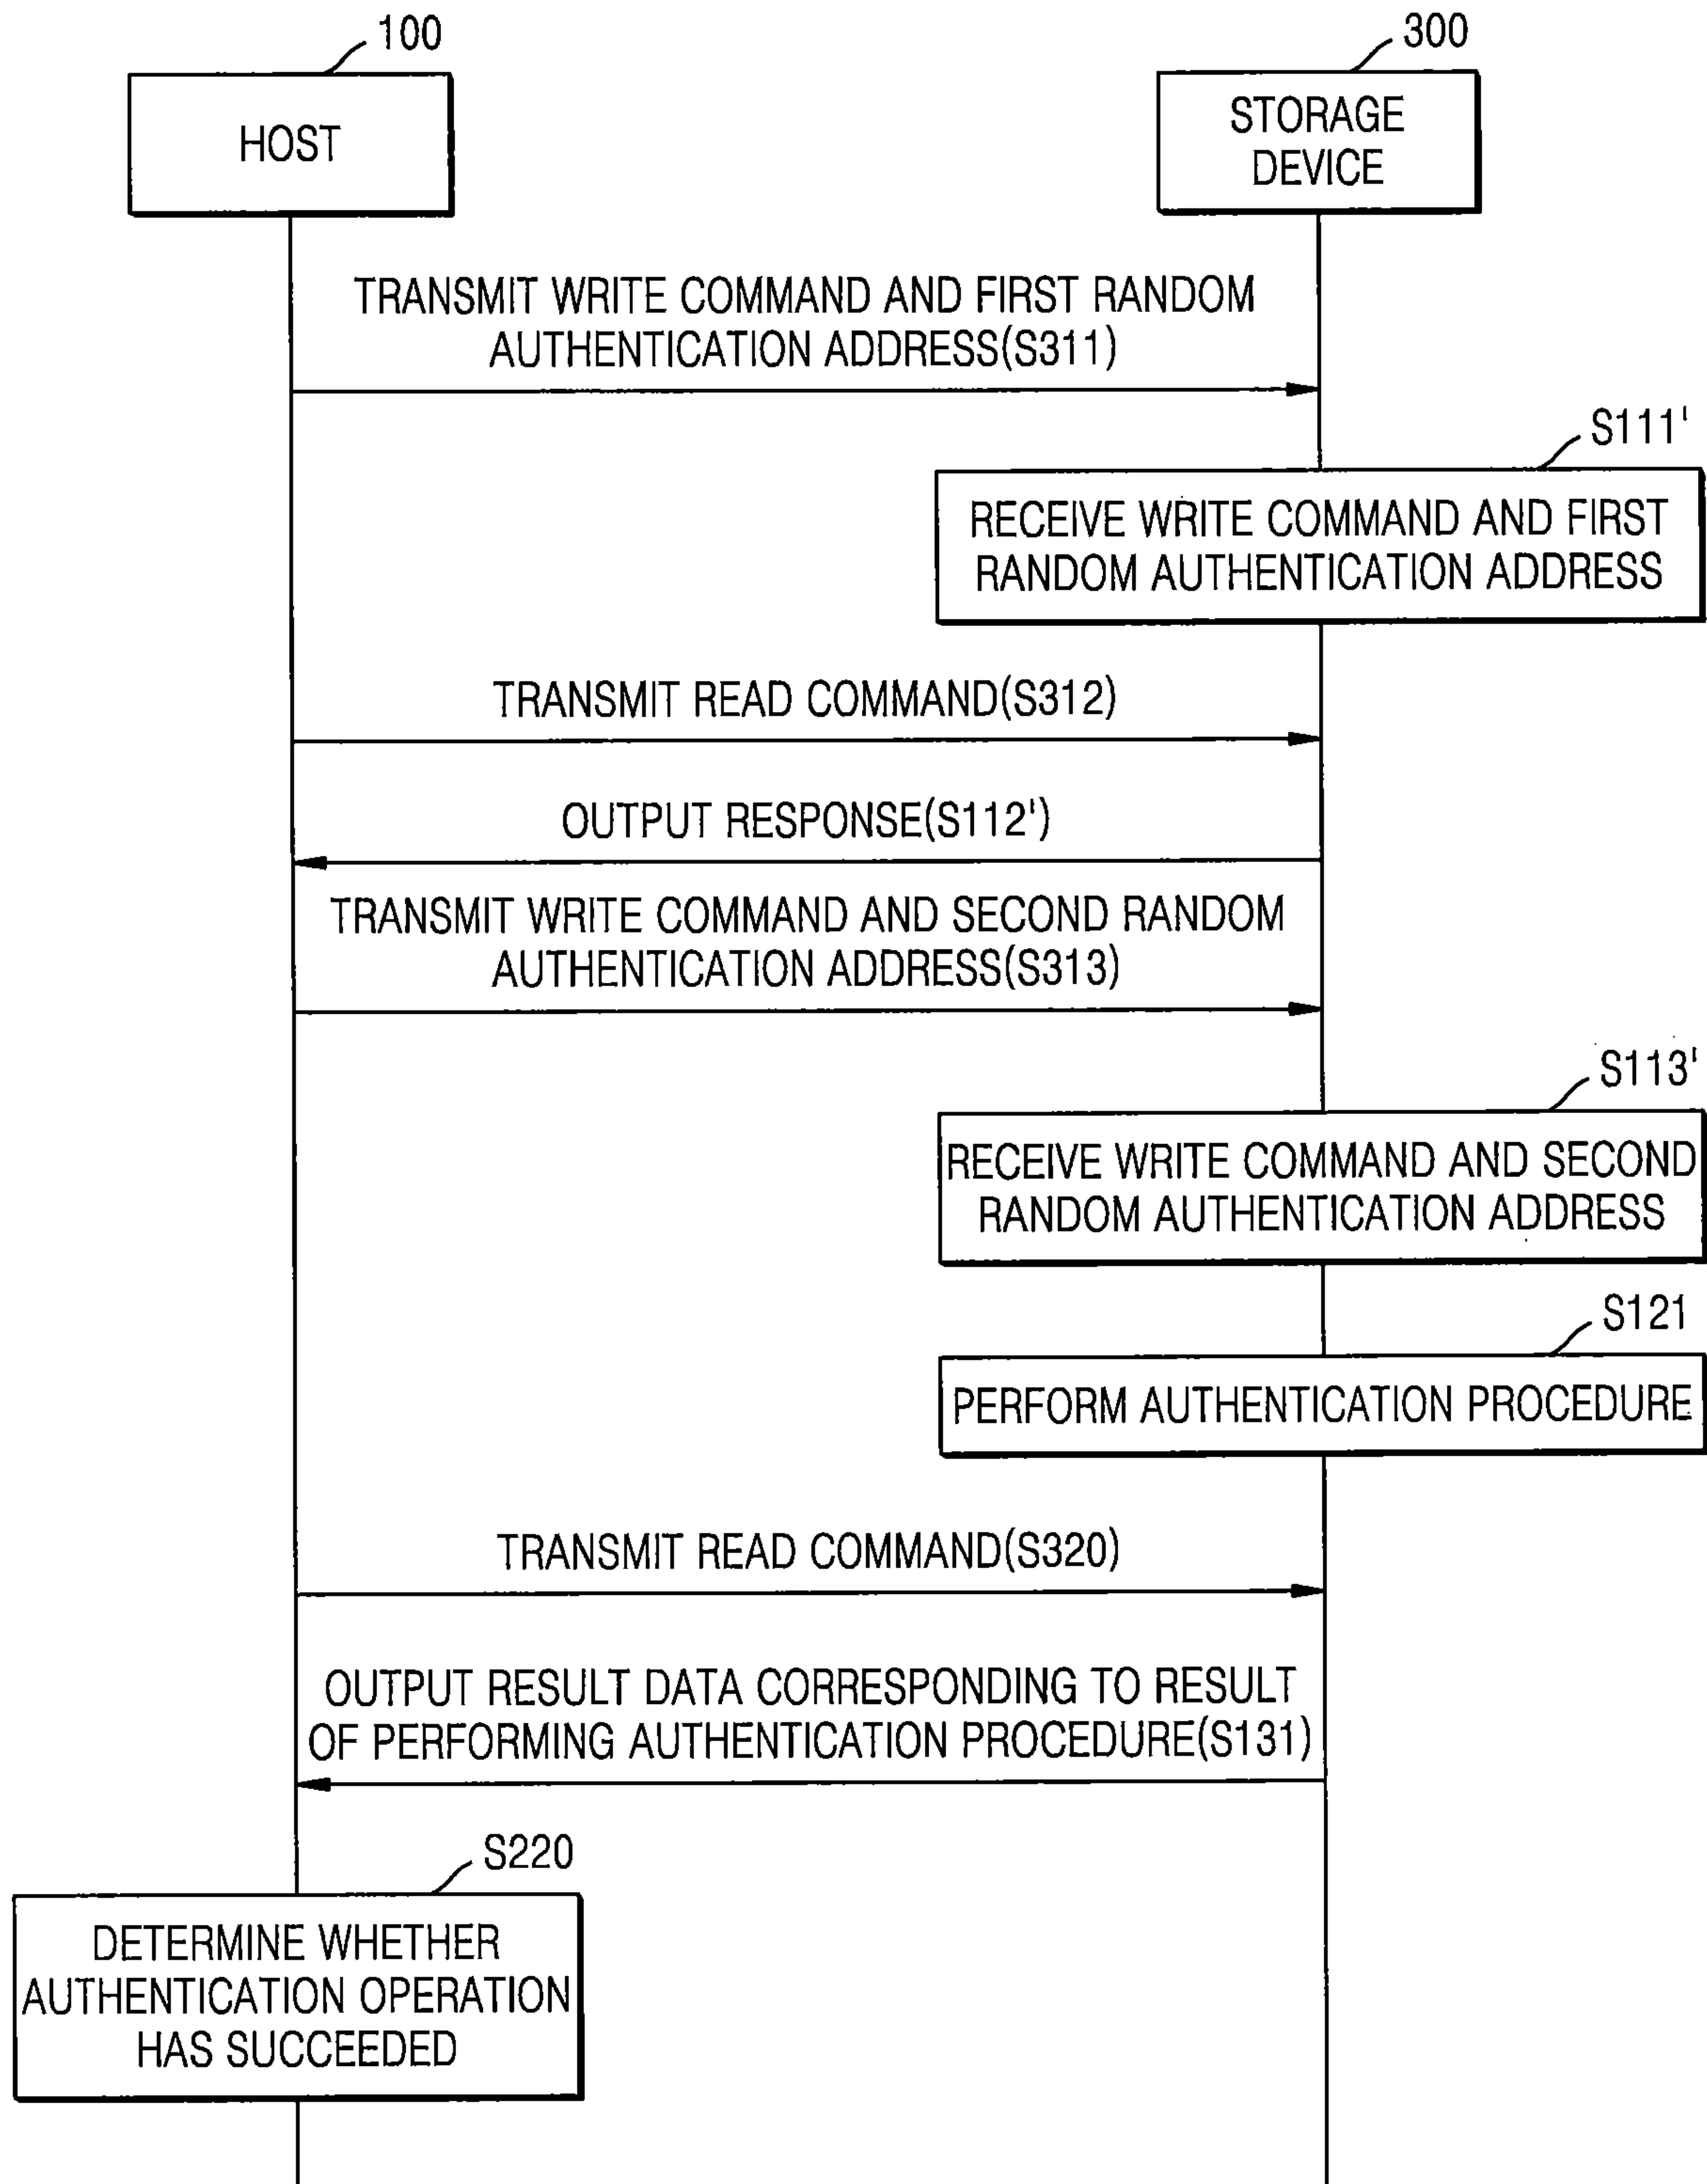 100
300
HOST
STORAGE
DEVICE
TRANSMIT WRITE COMMAND AND FIRST RANDOM
AUTHENTICATION ADDRESS(S311)
S111'
RECEIVE WRITE COMMAND AND FIRST
RANDOM AUTHENTICATION ADDRESS
TRANSMIT READ COMMAND(S312)
OUTPUT RESPONSE(S112')
TRANSMIT WRITE COMMAND AND SECOND RANDOM
AUTHENTICATION ADDRESS(S313)
S113'
RECEIVE WRITE COMMAND AND SECOND
RANDOM AUTHENTICATION ADDRESS
S121
PERFORM AUTHENTICATION PROCEDURE
TRANSMIT READ COMMAND(S320)
OUTPUT RESULT DATA CORRESPONDING TO RESULT
OF PERFORMING AUTHENTICATION PROCEDURE(S131)
S220
DETERMINE WHETHER
AUTHENTICATION OPERATION
HAS SUCCEEDED